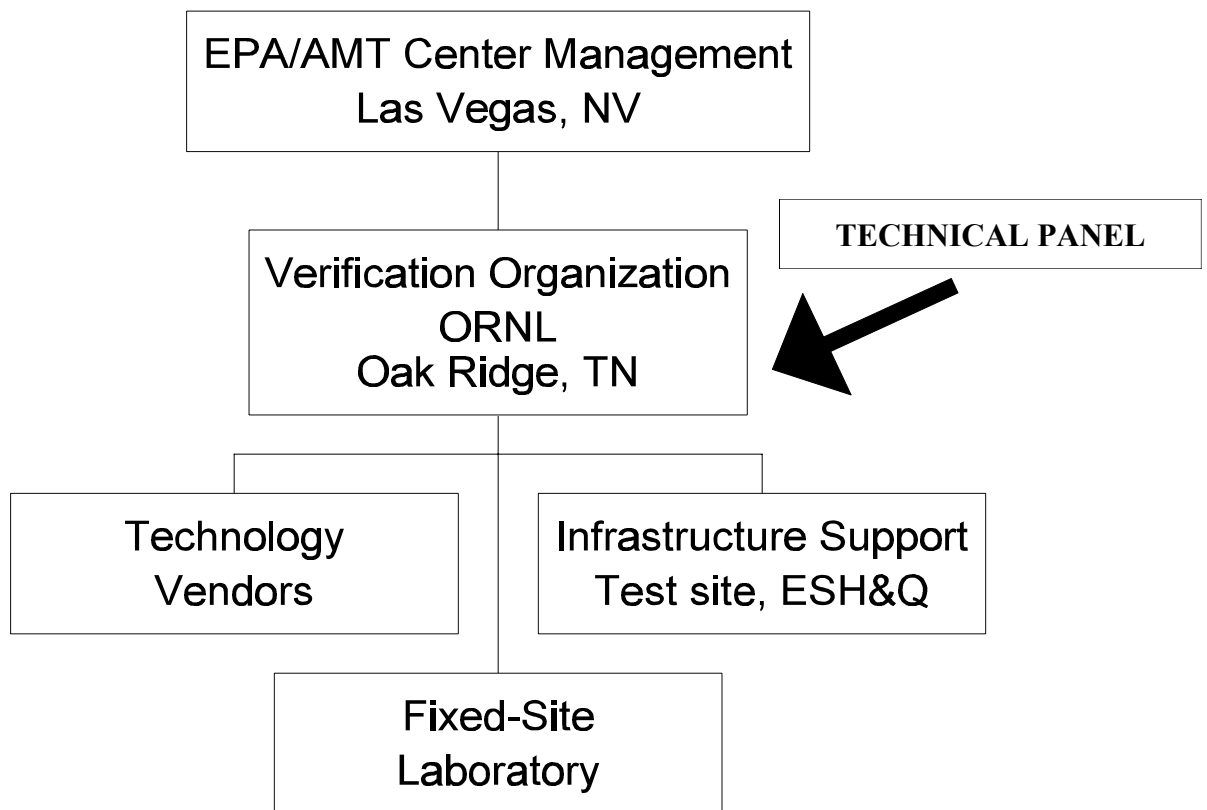 EPA/AMT Center Management
Las Vegas, NV
TECHNICAL PANEL
Verification Organization
ORNL
Oak Ridge, TN
Technology
Vendors
Infrastructure Support
Test site, ESH&Q
Fixed-Site
Laboratory